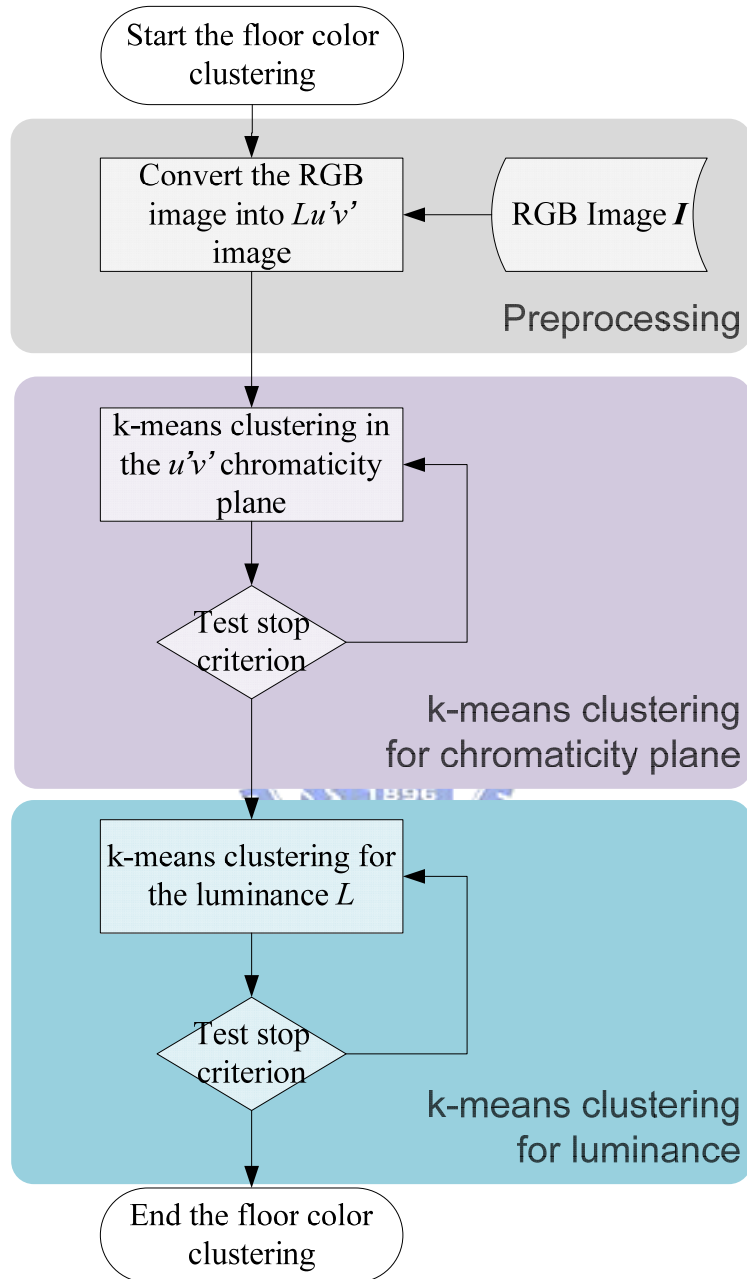 Start the floor color
clustering
Convert the RGB
image into Lu'v'
image
RGB Image I
Preprocessing
k-means clustering in
the u'v' chromaticity
plane
Test stop
criterion
k-means clustering
for chromaticity plane
1896
k-means clustering for
the luminance L
Test stop
criterion
k-means clustering
for luminance
End the floor color
clustering